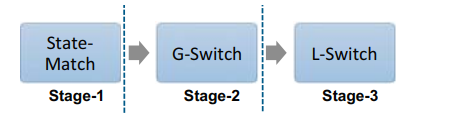 State-
Match
G-Switch
L-Switch
Stage-1
Stage-2
Stage-3